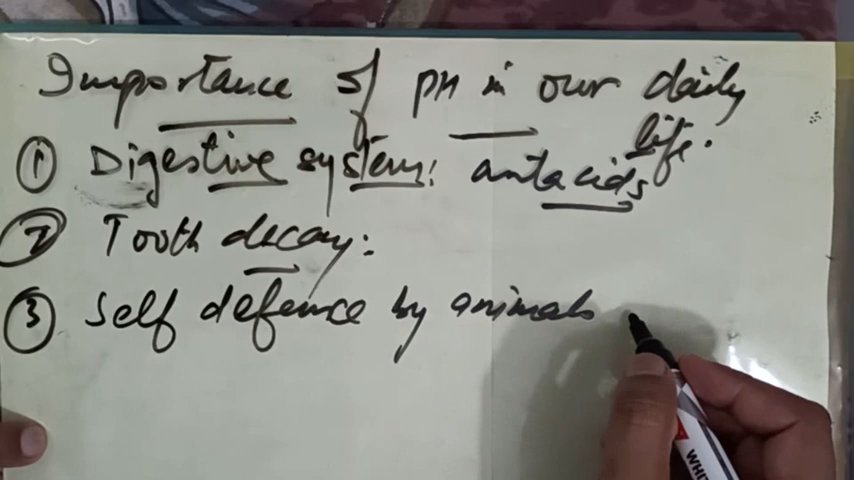 Importance of pH in our daily life.
① Digestive system: antacids
② Tooth decay:
③ Self defence by animals
WHIT